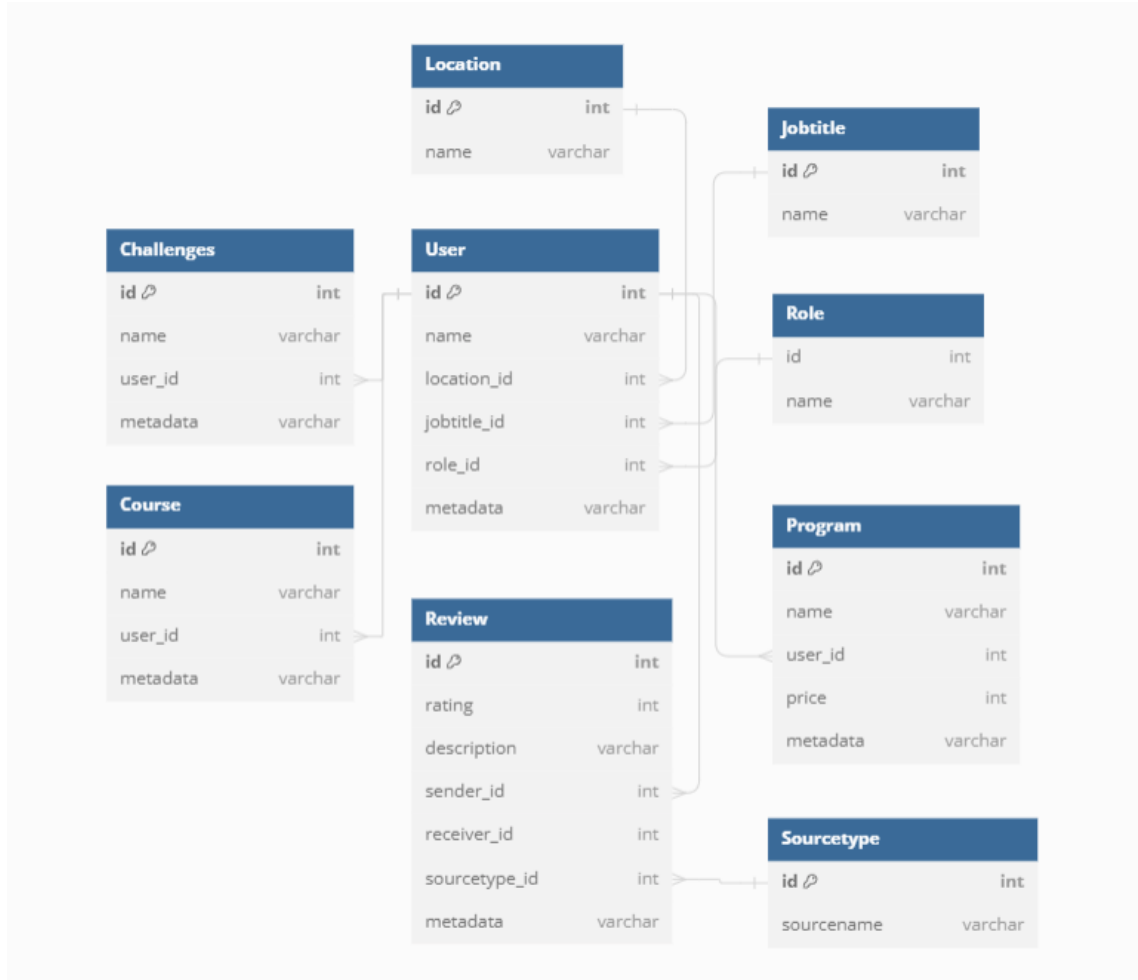 Location
id int
name varchar
Jobtitle
id int
name varchar
Challenges
id int
name varchar
user_id int
metadata varchar
User
id int
name varchar
location_id int
jobtitle_id int
role_id int
metadata varchar
Role
id int
name varchar
Course
id int
name varchar
user_id int
metadata varchar
Program
id int
name varchar
user_id int
price int
metadata varchar
Review
id int
rating int
description varchar
sender_id int
receiver_id int
sourcetype_id int
metadata varchar
Sourcetype
id int
sourcename varchar